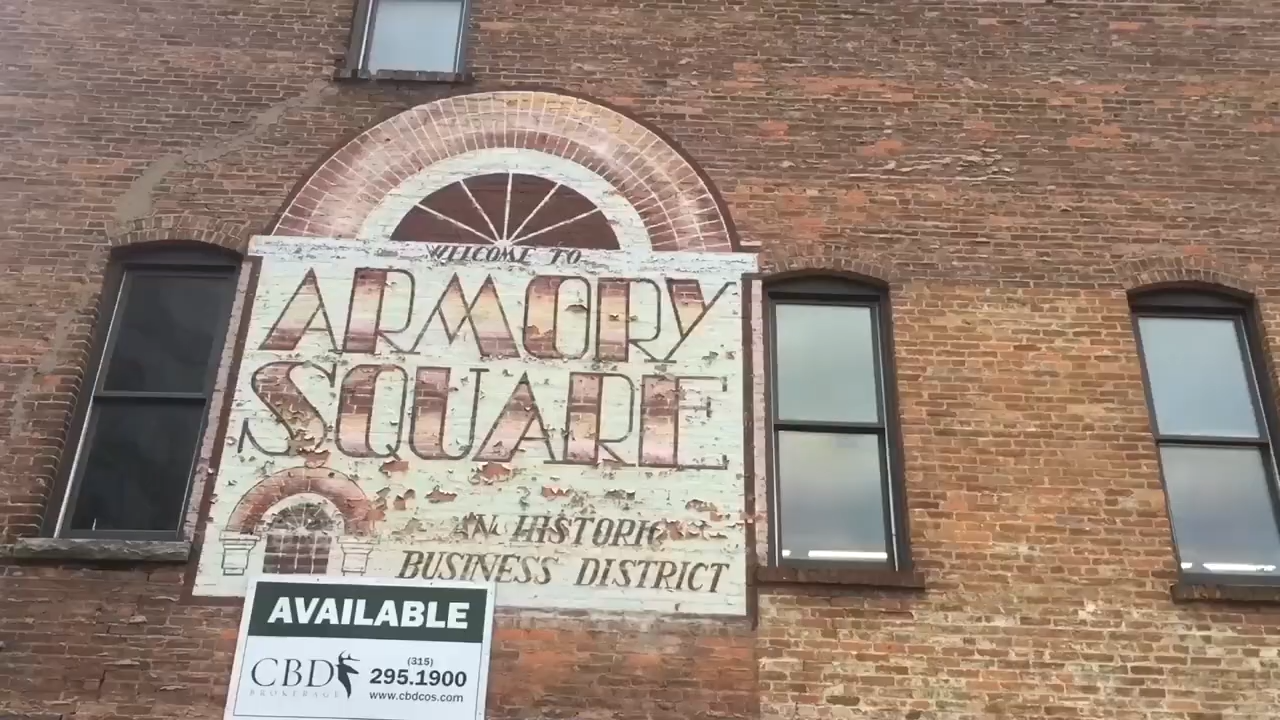 WELCOME TO
ARMORY
SQUARE
AN HISTORIC
BUSINESS DISTRICT
AVAILABLE
CBD
BROKERAGE
(315)
295.1900
www.cbdcos.com